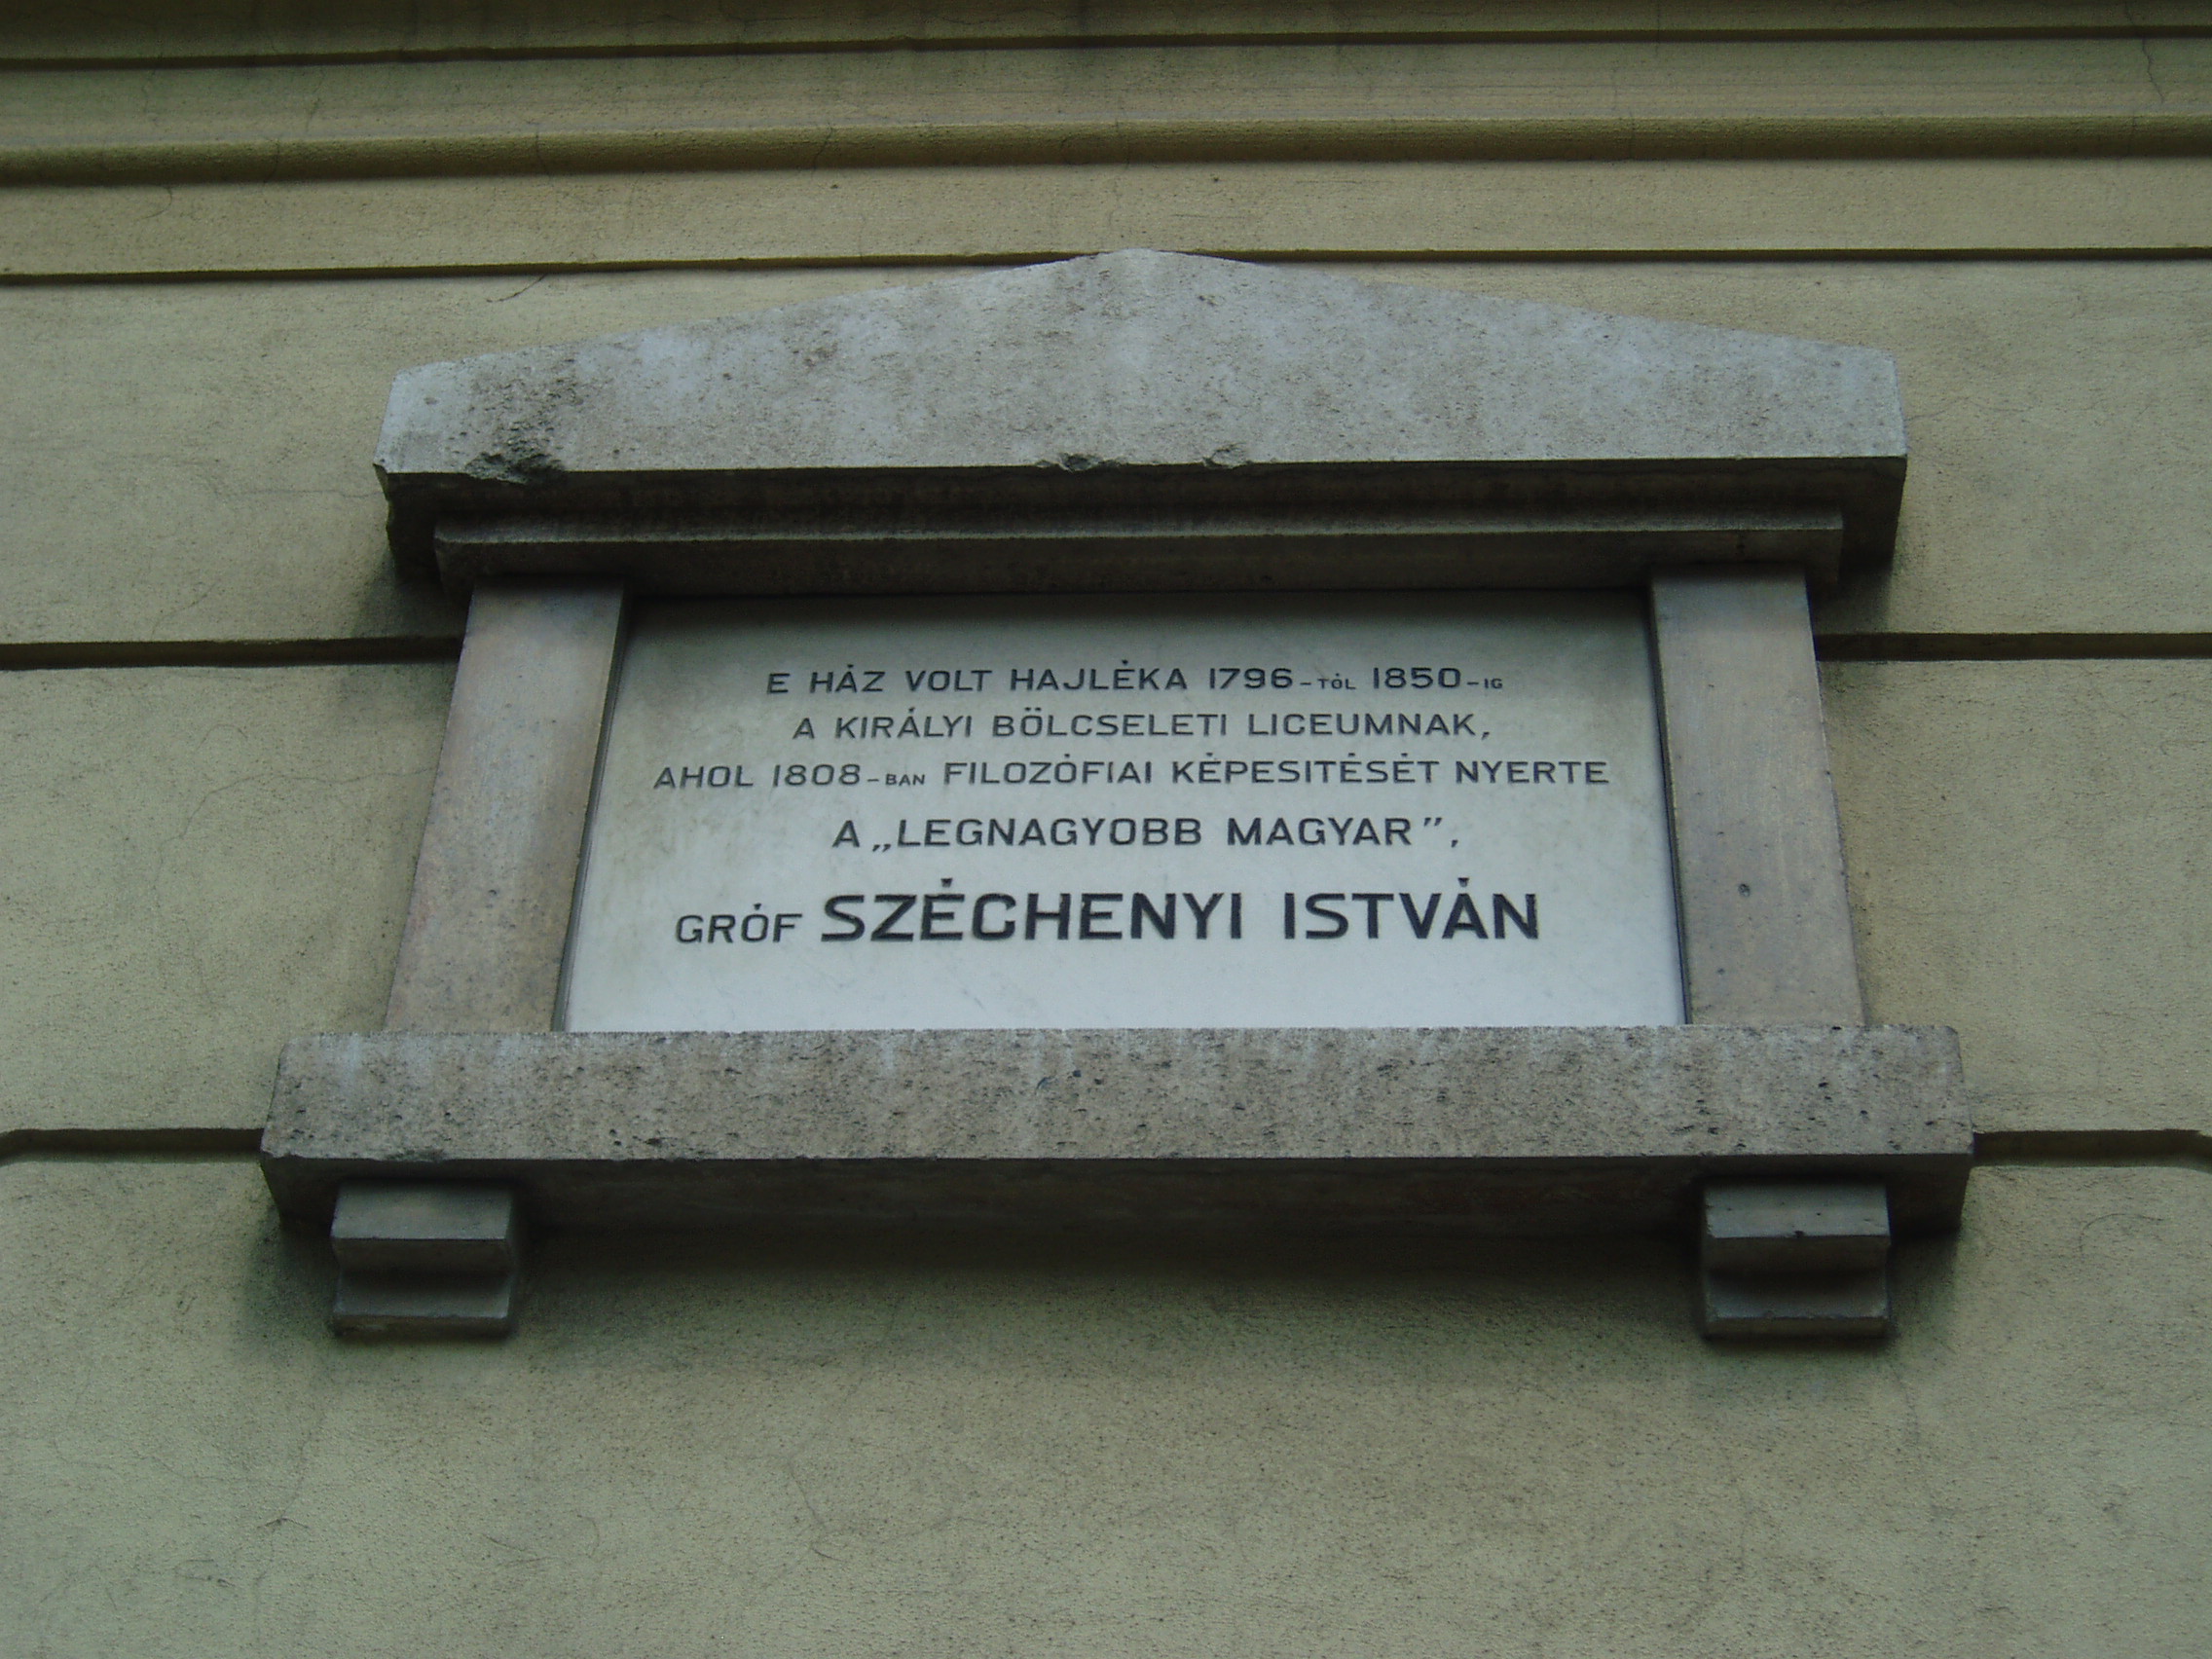 E HÁZ VOLT HAJLÉKA 1796-TÓL 1850-IG
A KIRÁLYI BÖLCSELETI LICEUMNAK,
AHOL 1808-BAN FILOZÓFIAI KÉPESITÉSÉT NYERTE
A „LEGNAGYOBB MAGYAR”,
GRÓF SZÉCHENYI ISTVÁN